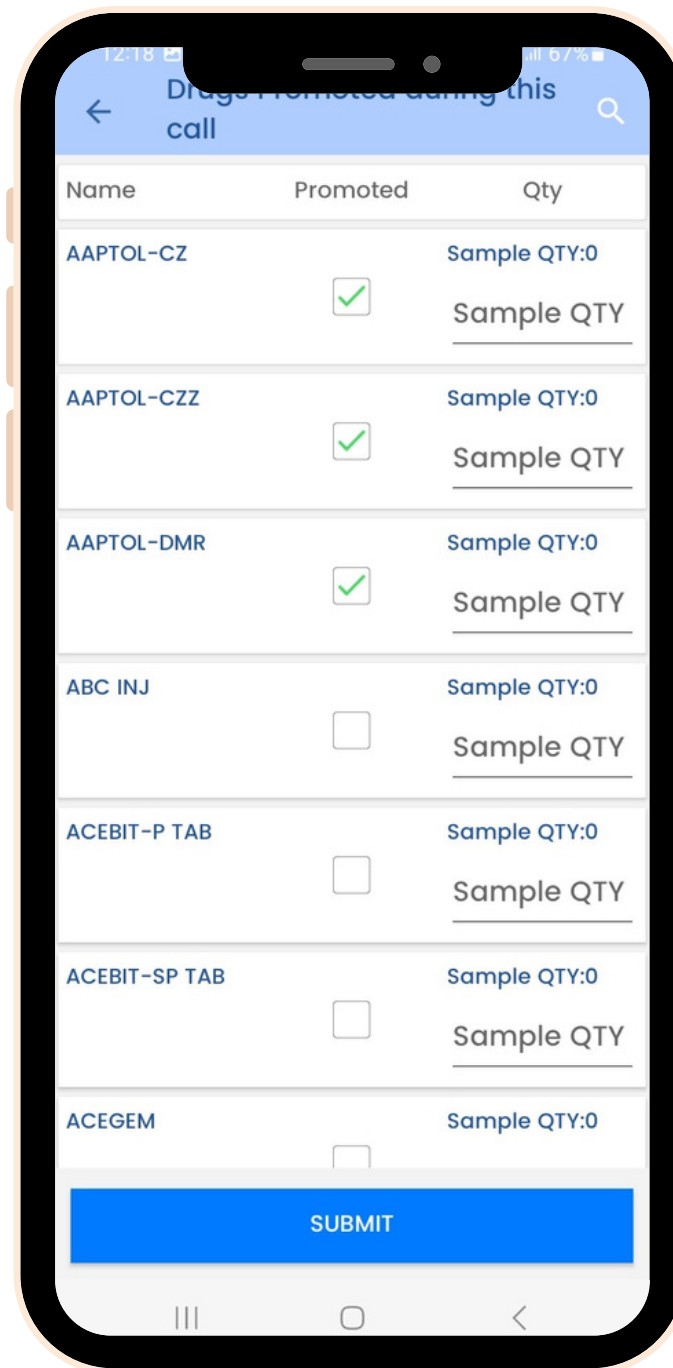 12:18 67%
Drugs Promoted during this
call
Name Promoted Qty
AAPTOL-CZ Sample QTY:0
Sample QTY
AAPTOL-CZZ Sample QTY:0
Sample QTY
AAPTOL-DMR Sample QTY:0
Sample QTY
ABC INJ Sample QTY:0
Sample QTY
ACEBIT-P TAB Sample QTY:0
Sample QTY
ACEBIT-SP TAB Sample QTY:0
Sample QTY
ACEGEM Sample QTY:0
SUBMIT